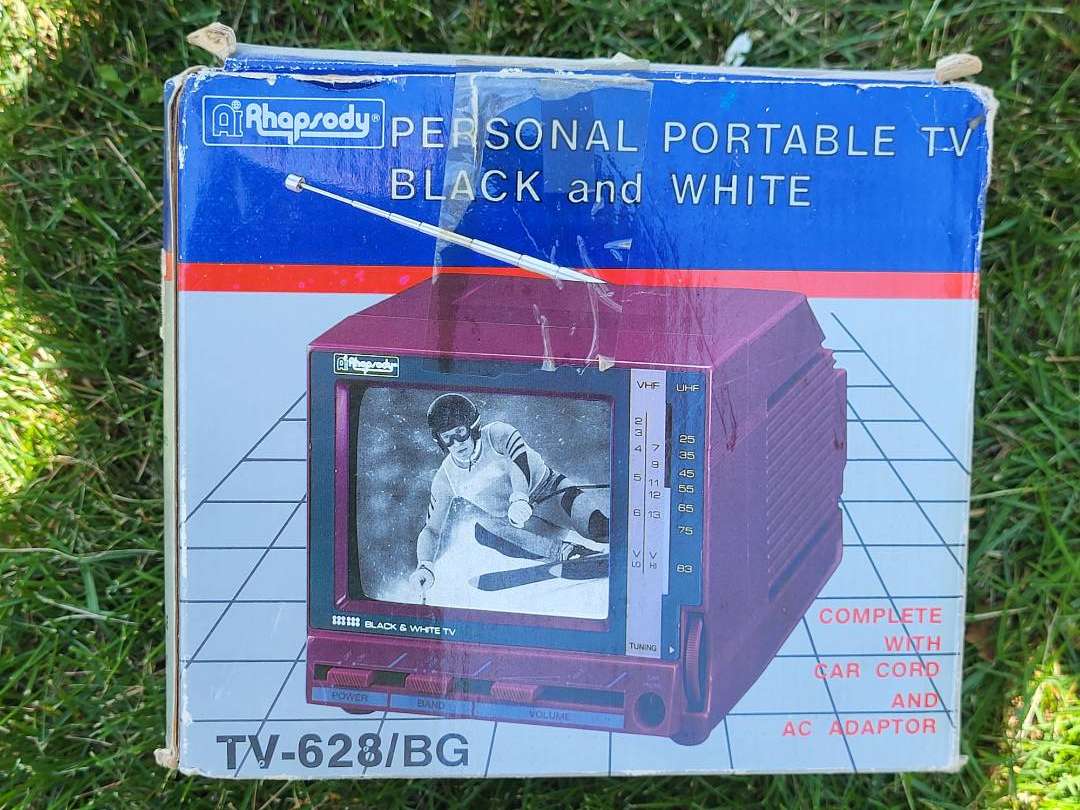 Ai Rhapsody®
PERSONAL PORTABLE TV
BLACK and WHITE
Ai Rhapsody
VHF UHF
2
3
4 7
9
5 11
12
6 13
V LO V HI
25
35
45
55
65
75
83
BLACK & WHITE TV
TUNING
POWER BAND VOLUME
COMPLETE
WITH
CAR CORD
AND
AC ADAPTOR
TV-628/BG